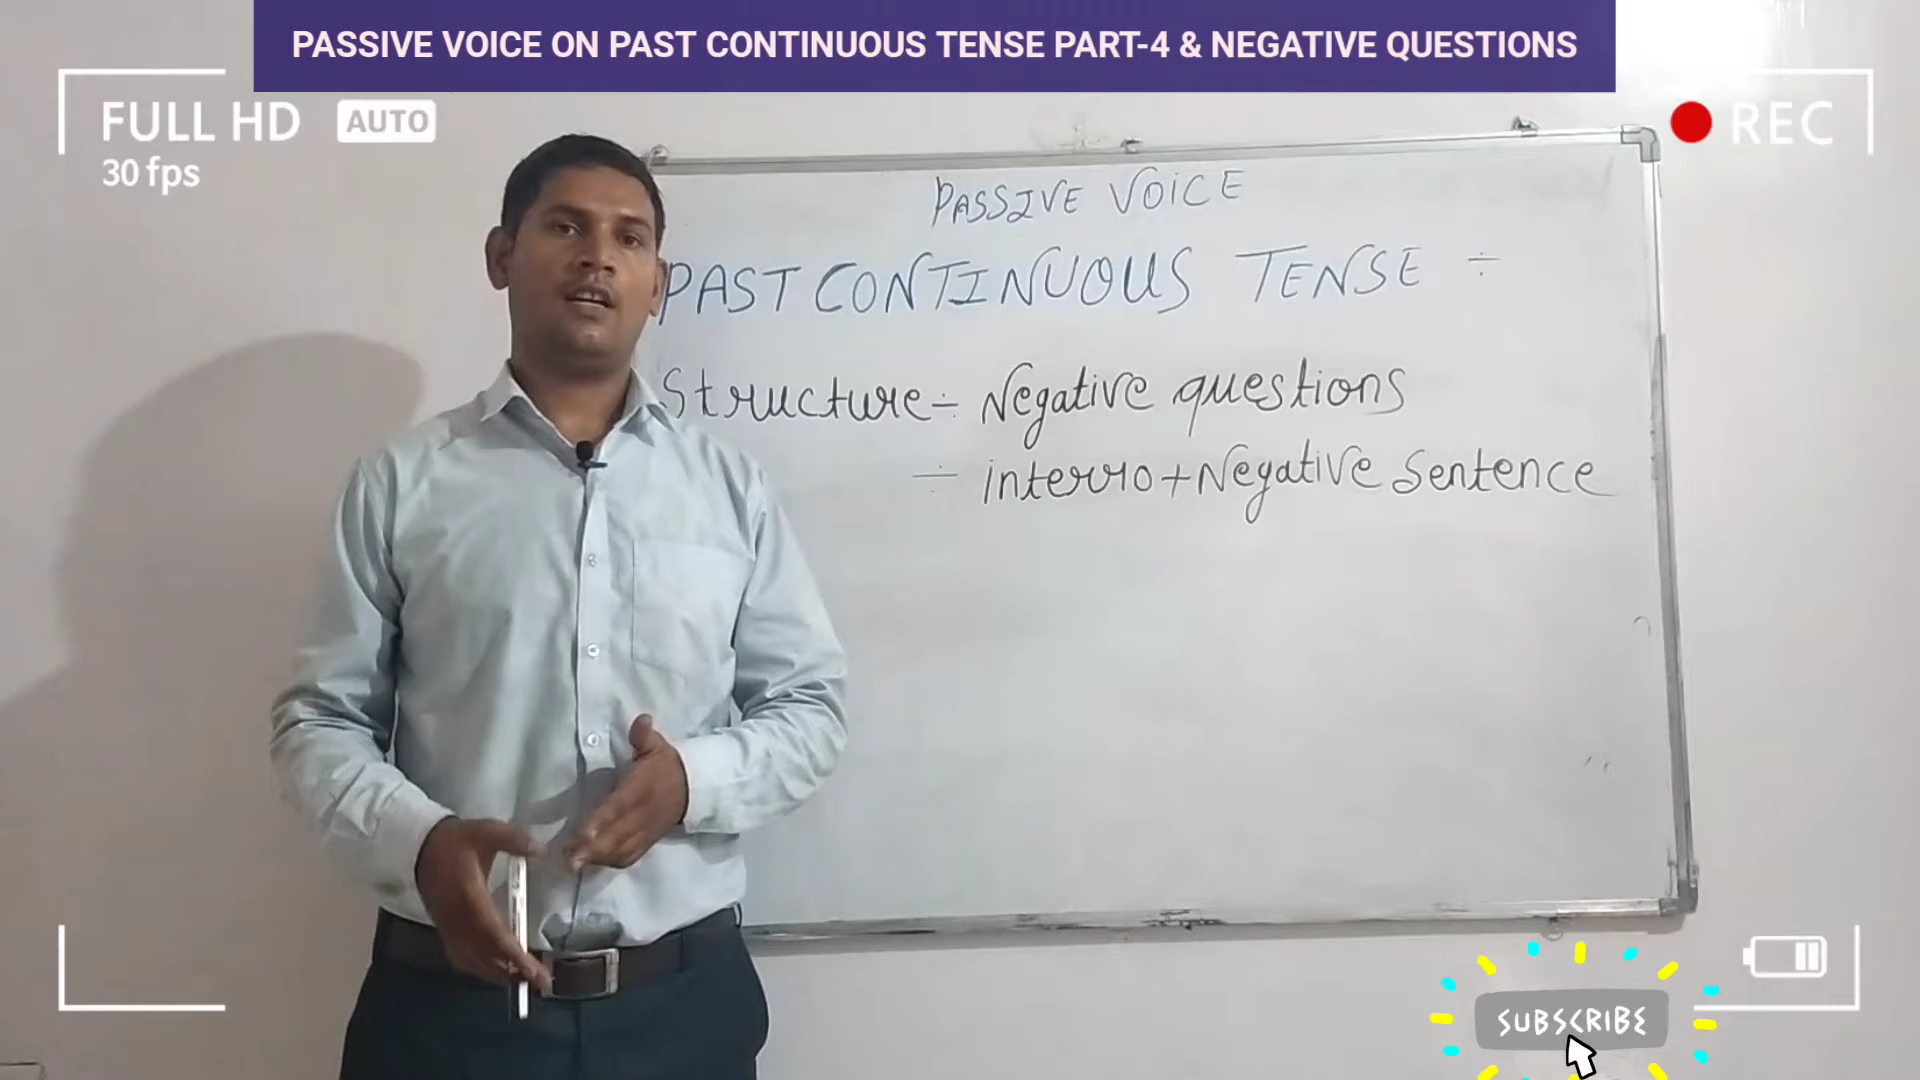 PASSIVE VOICE ON PAST CONTINUOUS TENSE PART-4 & NEGATIVE QUESTIONS
FULL HD AUTO
30 fps
REC
PASSIVE VOICE
PAST CONTINUOUS TENSE ÷
Structure÷ Negative questions
÷ interro+Negative Sentence
SUBSCRIBE